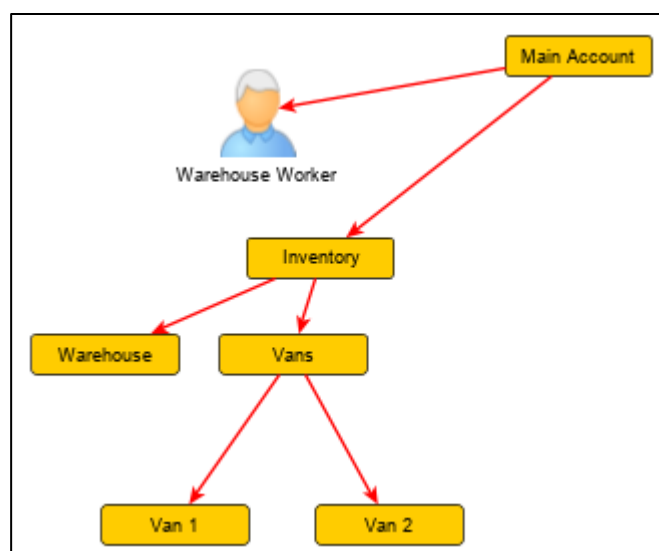 Main Account
Warehouse Worker
Inventory
Warehouse
Vans
Van 1
Van 2